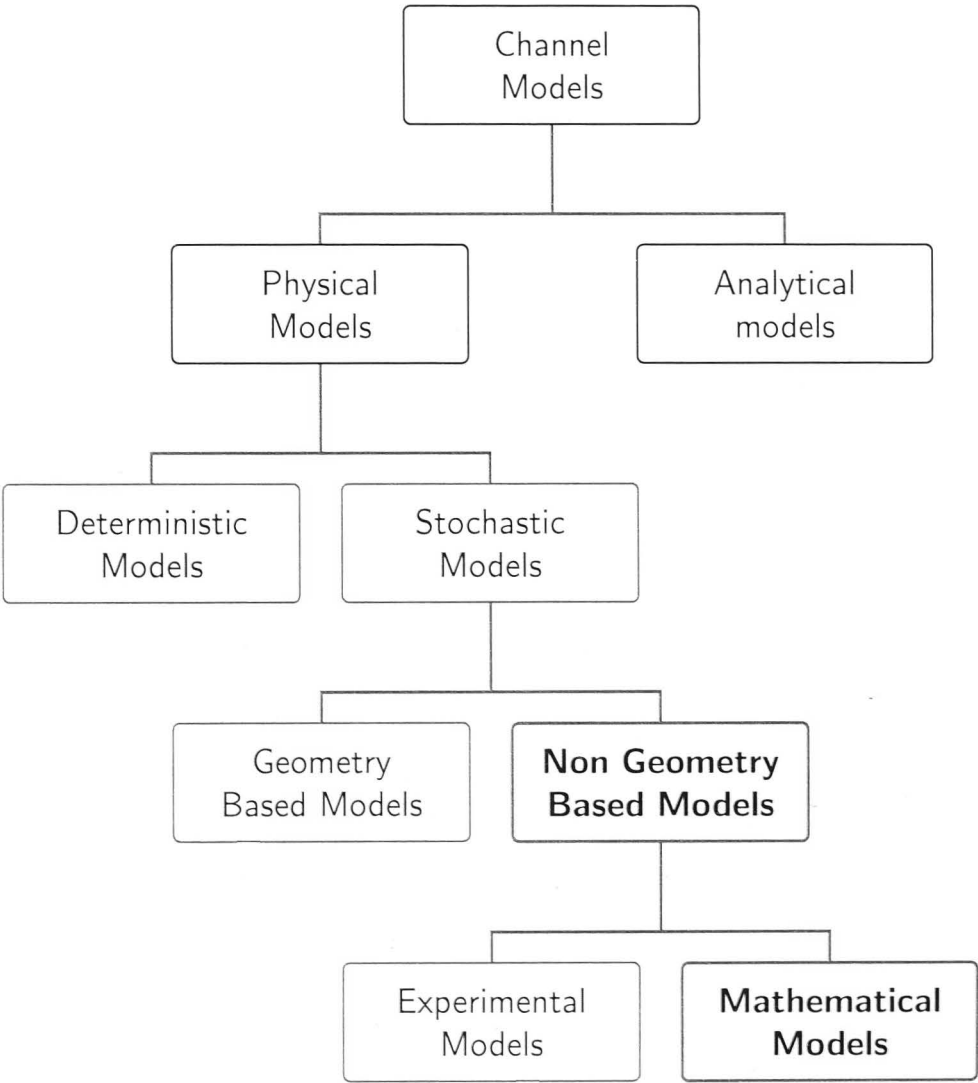 Channel
Models
Physical
Models
Analytical
models
Deterministic
Models
Stochastic
Models
Geometry
Based Models
Non Geometry
Based Models
Experimental
Models
Mathematical
Models